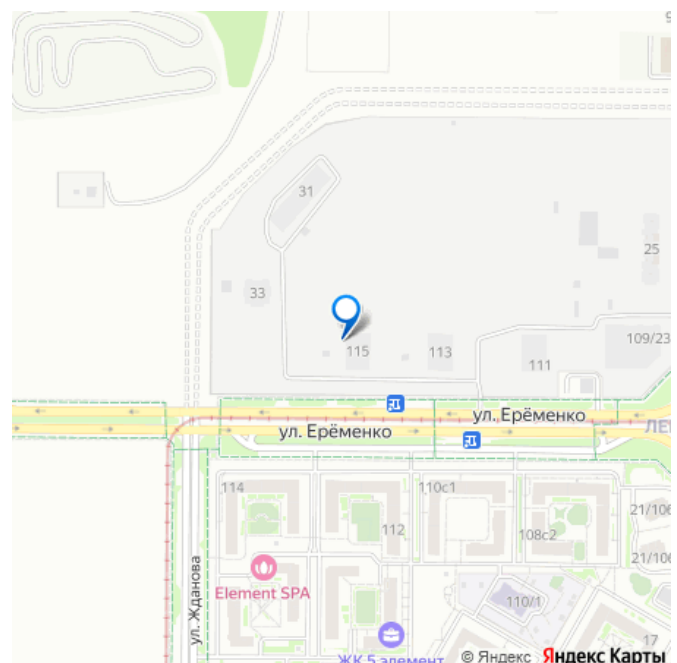 31
25
33
115
113
111
109/23
ул. Ерёменко
ул. Ерёменко
114
110с1
112
108с2
21/106
21/106
ул. Жданова
Element SPA
110/1
17
ЖК 5 элемент
© Яндекс Яндекс Карты